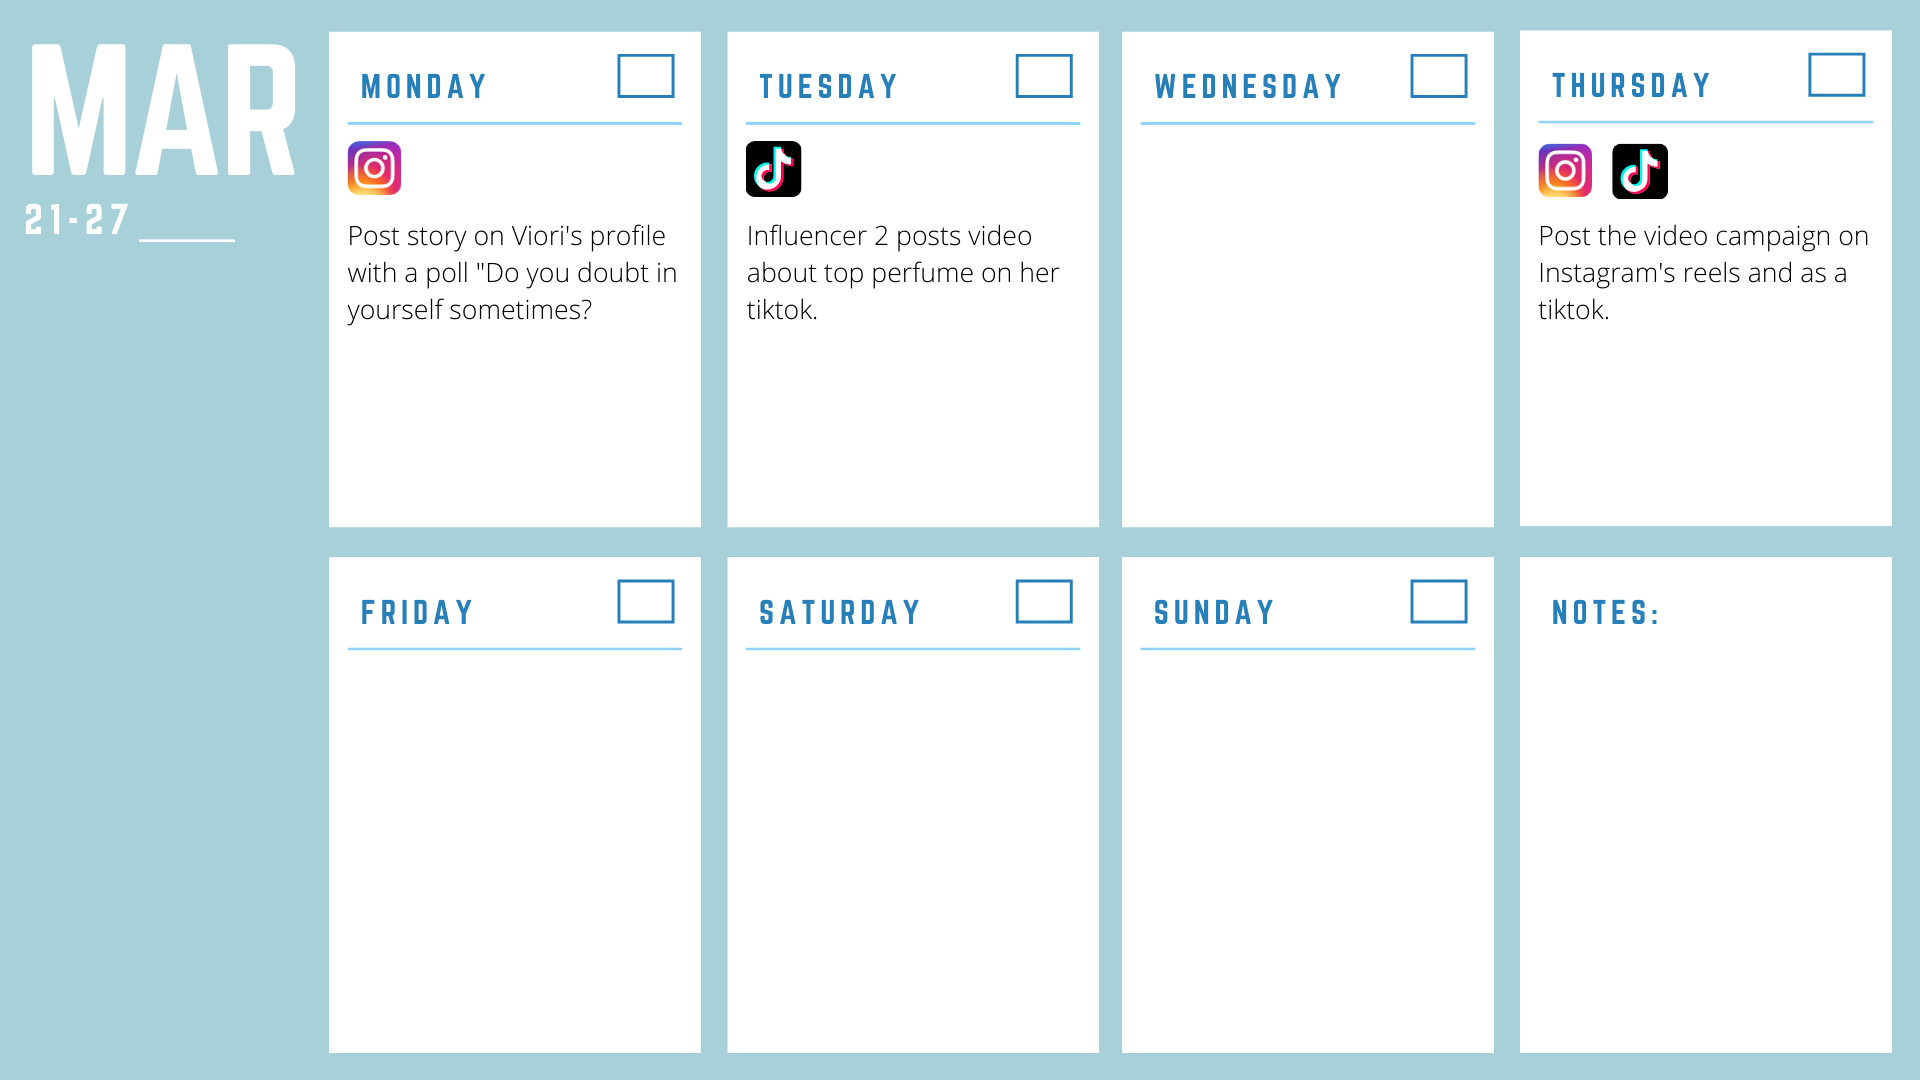 MAR
21-27
MONDAY
Post story on Viori's profile
with a poll "Do you doubt in
yourself sometimes?
TUESDAY
Influencer 2 posts video
about top perfume on her
tiktok.
WEDNESDAY
THURSDAY
Post the video campaign on
Instagram's reels and as a
tiktok.
FRIDAY
SATURDAY
SUNDAY
NOTES: